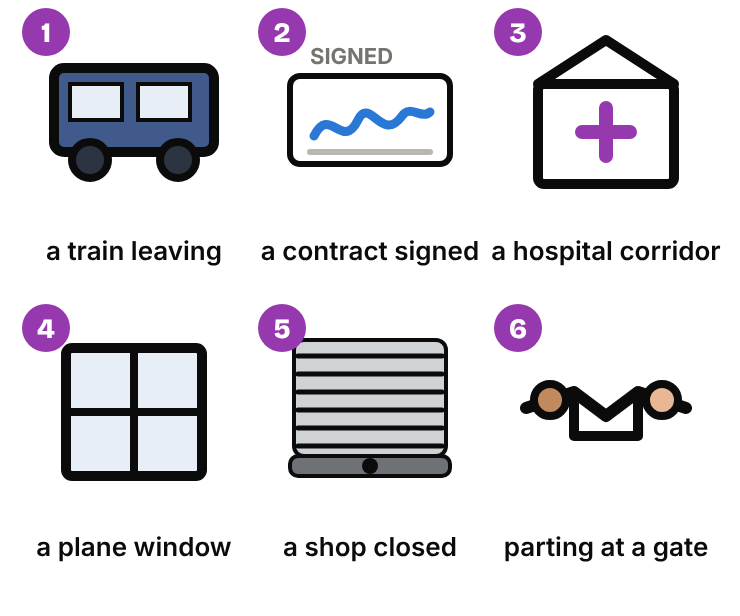 1
2
SIGNED
3
a train leaving
a contract signed
a hospital corridor
4
5
6
a plane window
a shop closed
parting at a gate